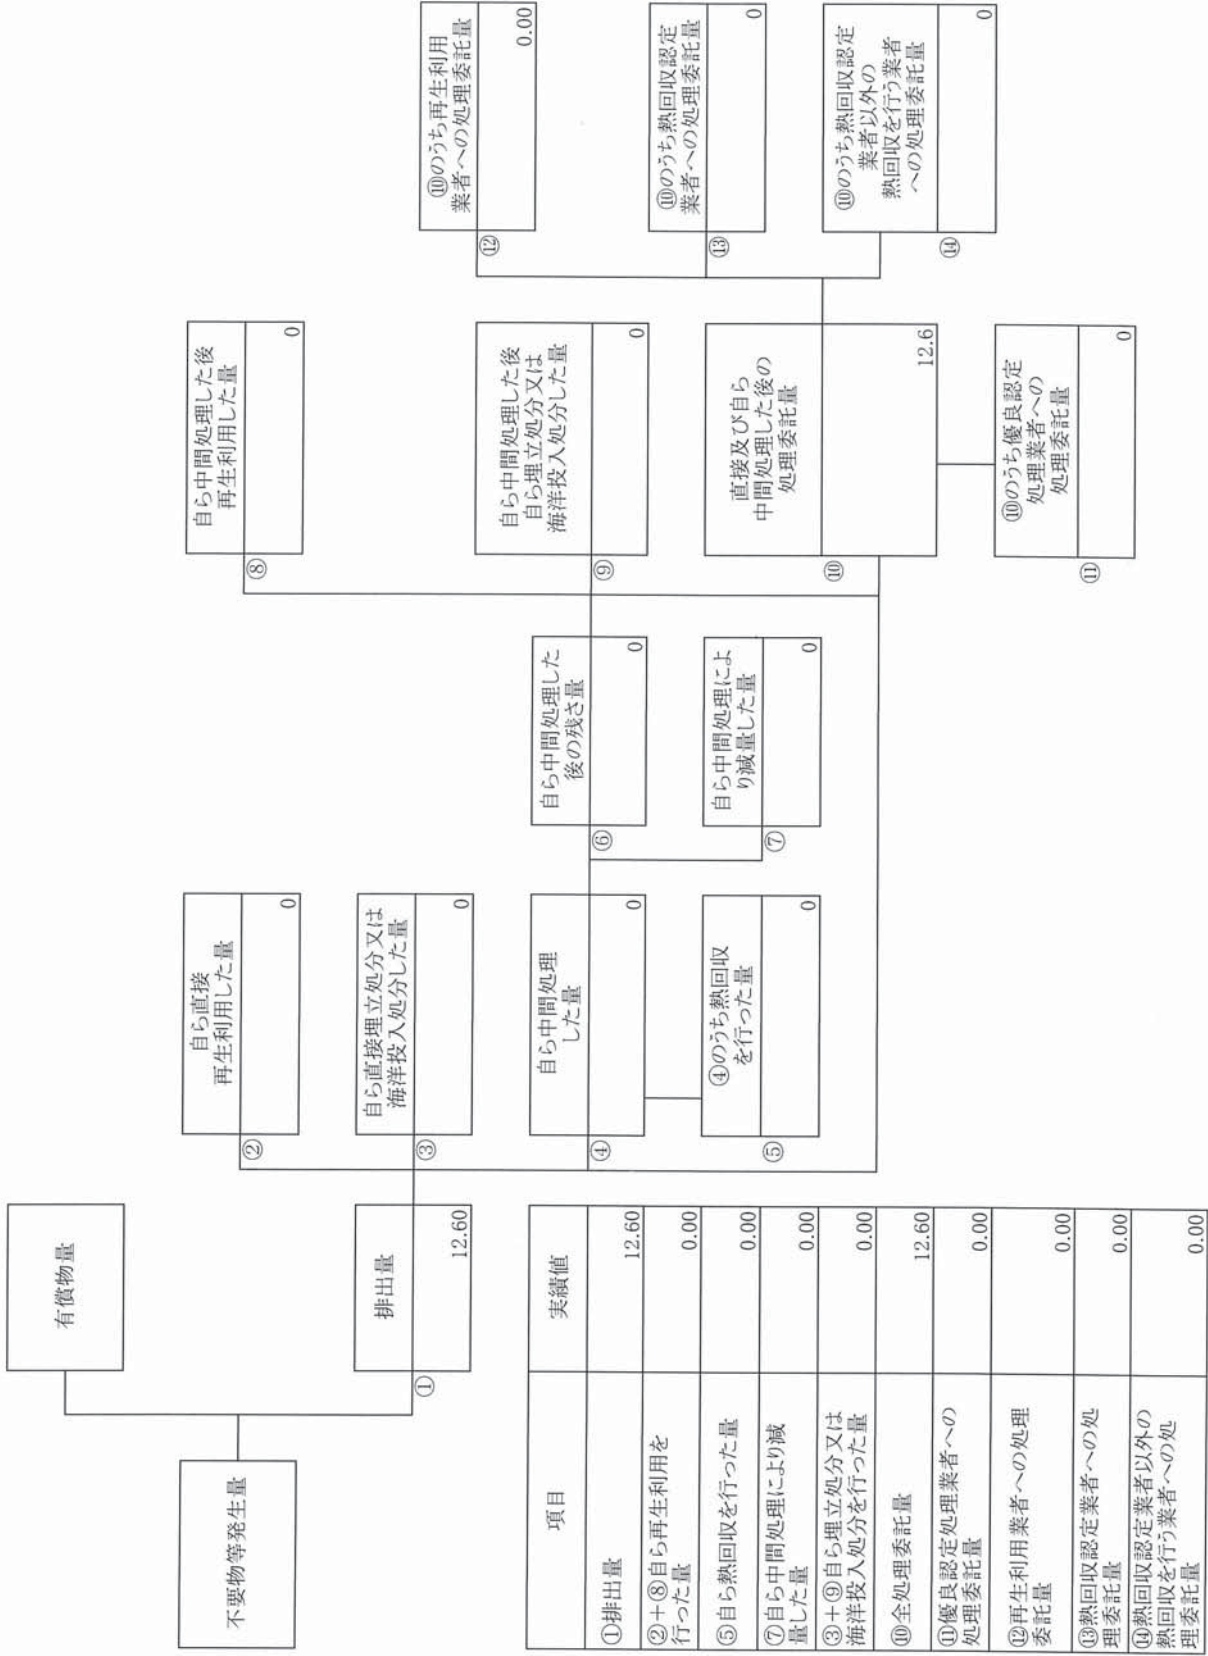 不要物等発生量
有償物量
①
排出量
12.60
②
自ら直接
再生利用した量
0
③
自ら直接埋立処分又は
海洋投入処分した量
0
④
自ら中間処理
した量
0
⑤
④のうち熱回収
を行った量
0
⑥
自ら中間処理した
後の残さ量
0
⑦
自ら中間処理によ
り減量した量
0
⑧
自ら中間処理した後
再生利用した量
0
⑨
自ら中間処理した後
自ら埋立処分又は
海洋投入処分した量
0
⑩
直接及び自ら
中間処理した後の
処理委託量
12.6
⑪
⑩のうち優良認定
処理業者への
処理委託量
0
⑫
⑩のうち再生利用
業者への処理委託量
0.00
⑬
⑩のうち熱回収認定
業者への処理委託量
0
⑭
⑩のうち熱回収認定
業者以外の
熱回収を行う業者
への処理委託量
0
項目 実績値
①排出量 12.60
②+⑧自ら再生利用を
行った量 0.00
⑤自ら熱回収を行った量 0.00
⑦自ら中間処理により減
量した量 0.00
③+⑨自ら埋立処分又は
海洋投入処分を行った量 0.00
⑩全処理委託量 12.60
⑪優良認定処理業者への
処理委託量 0.00
⑫再生利用業者への処理
委託量 0.00
⑬熱回収認定業者への処
理委託量 0.00
⑭熱回収認定業者以外の
熱回収を行う業者への処
理委託量 0.00